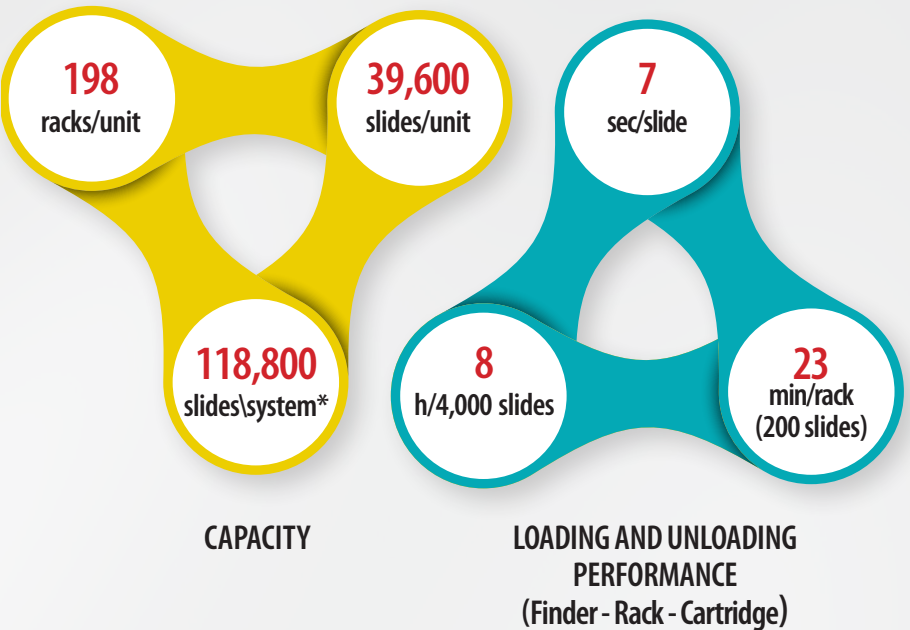 198
racks/unit
39,600
slides/unit
118,800
slides\system*
CAPACITY
7
sec/slide
8
h/4,000 slides
23
min/rack
(200 slides)
LOADING AND UNLOADING
PERFORMANCE
(Finder - Rack - Cartridge)